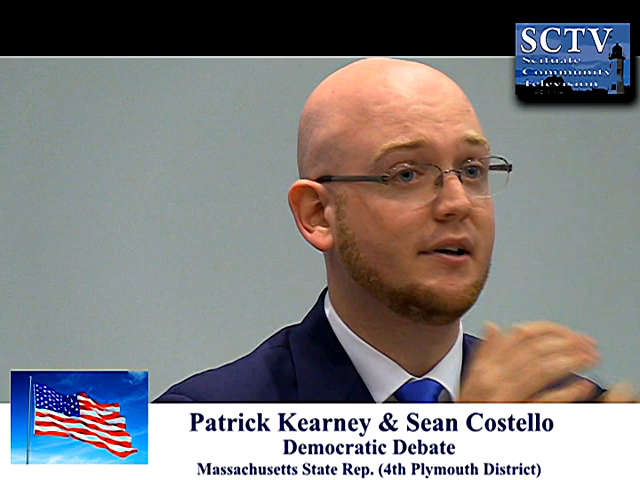 SCTV
Scituate
Community
Television
Patrick Kearney & Sean Costello
Democratic Debate
Massachusetts State Rep. (4th Plymouth District)